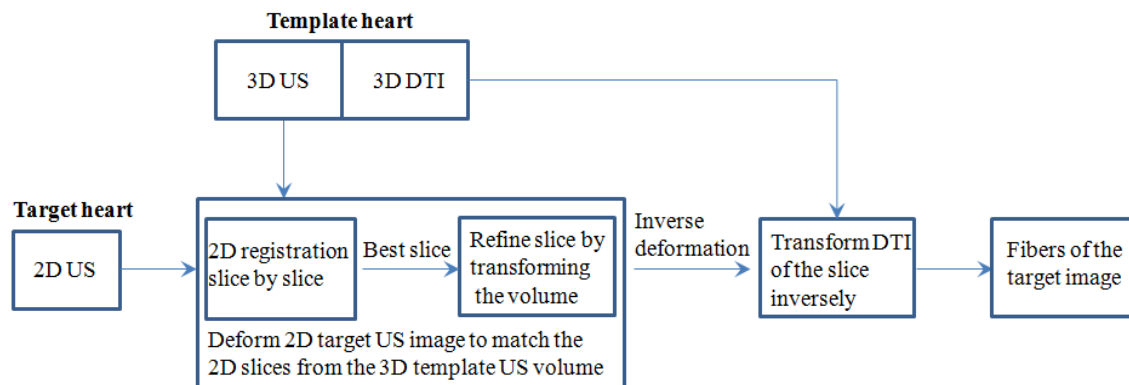 Template heart
3D US
3D DTI
Target heart
2D US
2D registration
slice by slice
Best slice
Refine slice by
transforming
the volume
Deform 2D target US image to match the
2D slices from the 3D template US volume
Inverse
deformation
Transform DTI
of the slice
inversely
Fibers of the
target image